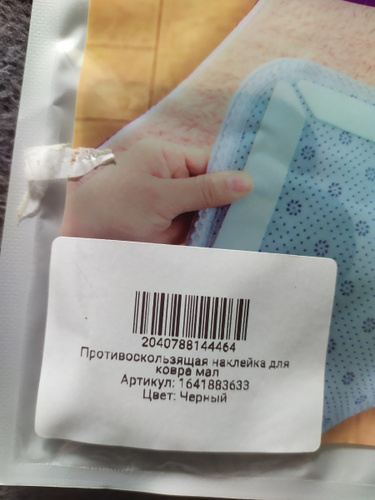 2040788144464
Противоскользящая наклейка для
ковра мал
Артикул: 1641883633
Цвет: Черный